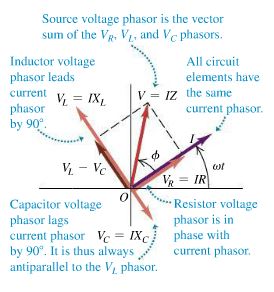 Source voltage phasor is the vector
sum of the V_R, V_L, and V_C phasors.
Inductor voltage
phasor leads
current
phasor
by 90°.
V_L = IX_L
V = IZ
All circuit
elements have
the same
current phasor.
I
V_L − V_C
ϕ
ωt
V_R = IR
O
Capacitor voltage
phasor lags
current phasor
by 90°. It is thus always
antiparallel to the V_L phasor.
V_C = IX_C
Resistor voltage
phasor is in
phase with
current phasor.